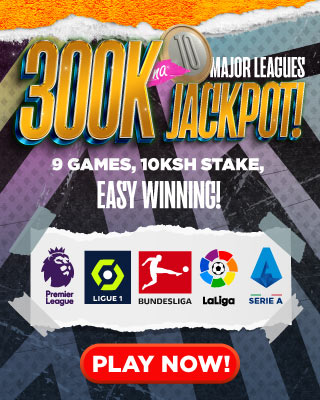 300K
no.
10
MAJOR LEAGUES
JACKPOT!
9 GAMES, 10KSH STAKE,
EASY WINNING!
Premier
League
LIGUE 1
BUNDESLIGA
LaLiga
SERIE A
PLAY NOW!